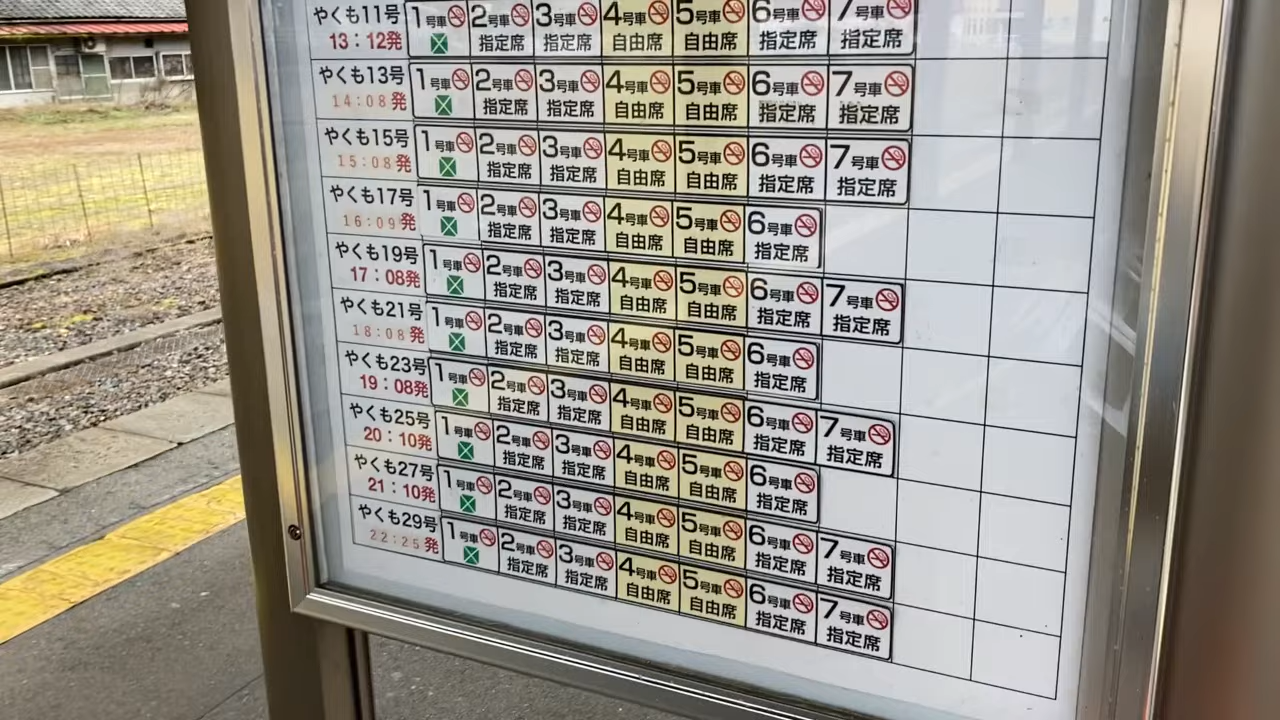 やくも11号 1号車 2号車 3号車 4号車 5号車 6号車 7号車
13:12発 指定席 指定席 自由席 自由席 指定席 指定席
やくも13号 1号車 2号車 3号車 4号車 5号車 6号車 7号車
14:08発 指定席 指定席 自由席 自由席 指定席 指定席
やくも15号 1号車 2号車 3号車 4号車 5号車 6号車 7号車
15:08発 指定席 指定席 自由席 自由席 指定席 指定席
やくも17号 1号車 2号車 3号車 4号車 5号車 6号車
16:09発 指定席 指定席 自由席 自由席 指定席
やくも19号 1号車 2号車 3号車 4号車 5号車 6号車 7号車
17:08発 指定席 指定席 自由席 自由席 指定席 指定席
やくも21号 1号車 2号車 3号車 4号車 5号車 6号車
18:08発 指定席 指定席 自由席 自由席 指定席
やくも23号 1号車 2号車 3号車 4号車 5号車 6号車 7号車
19:08発 指定席 指定席 自由席 自由席 指定席 指定席
やくも25号 1号車 2号車 3号車 4号車 5号車 6号車
20:10発 指定席 指定席 自由席 自由席 指定席
やくも27号 1号車 2号車 3号車 4号車 5号車 6号車 7号車
21:10発 指定席 指定席 自由席 自由席 指定席 指定席
やくも29号 1号車 2号車 3号車 4号車 5号車 6号車 7号車
22:25発 指定席 指定席 自由席 自由席 指定席 指定席